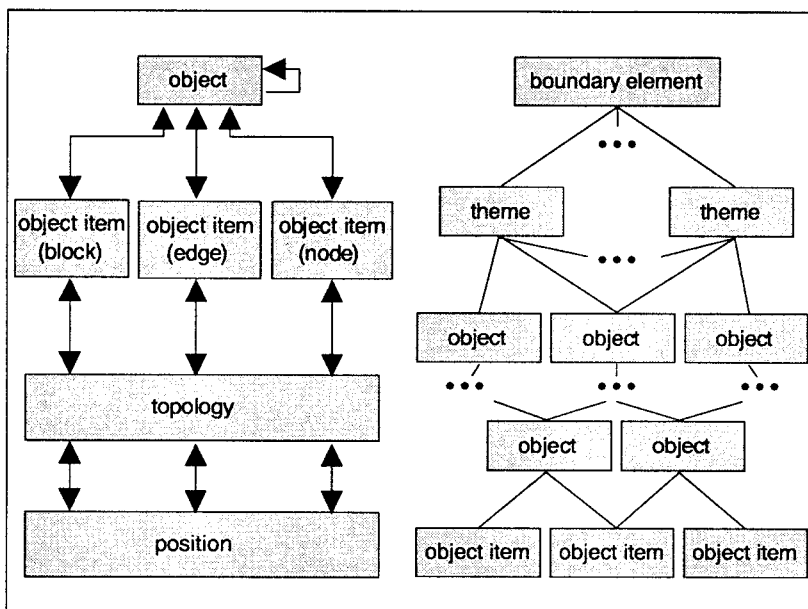 object
object item
(block)
object item
(edge)
object item
(node)
topology
position
boundary element
•••
theme
theme
•••
object
object
object
•••
•••
•••
object
object
object item
object item
object item